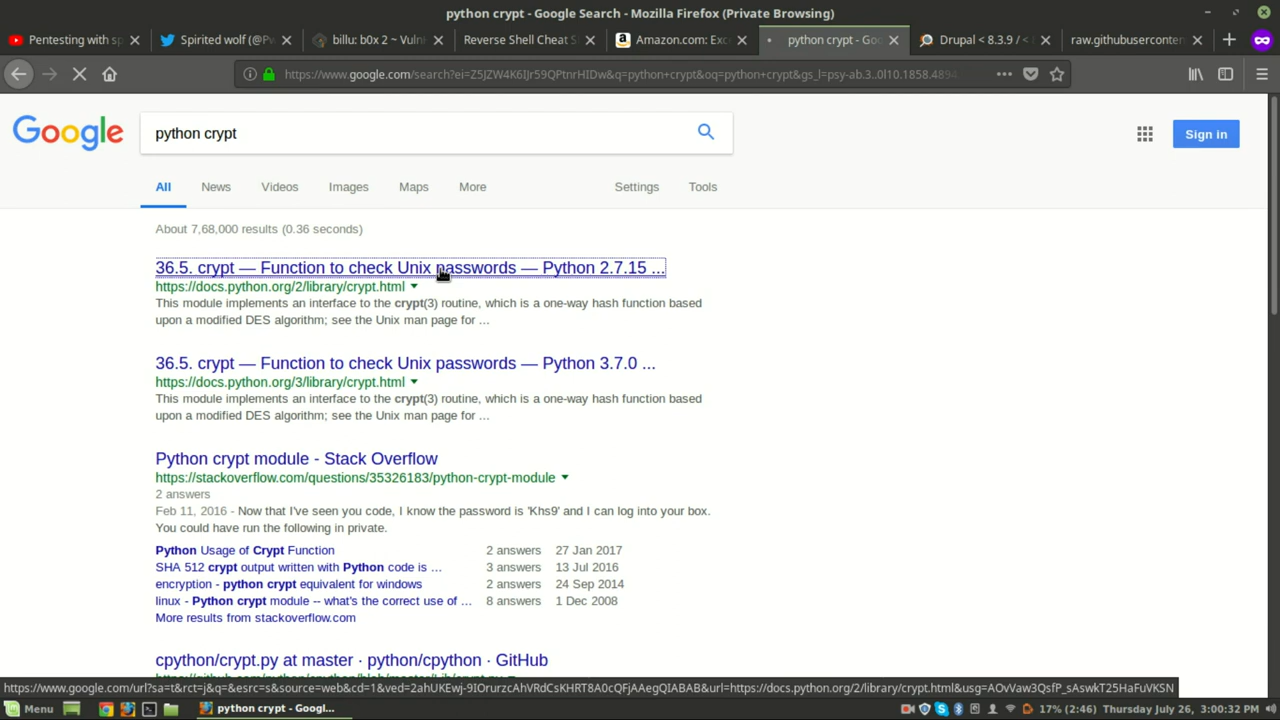 python crypt - Google Search - Mozilla Firefox (Private Browsing)
Pentesting with sp
Spirited wolf (@Pw
billu: b0x 2 ~ Vuln
Reverse Shell Cheat S
Amazon.com: Exc
python crypt - Goo
Drupal < 8.3.9 / <
raw.githubuserconten
https://www.google.com/search?ei=Z5JZW4K6IJr59QPtnrHIDw&q=python+crypt&oq=python+crypt&gs_l=psy-ab.3..0l10.1858.4894
Google
python crypt
Sign in
All News Videos Images Maps More Settings Tools
About 7,68,000 results (0.36 seconds)
36.5. crypt — Function to check Unix passwords — Python 2.7.15 ...
https://docs.python.org/2/library/crypt.html
This module implements an interface to the crypt(3) routine, which is a one-way hash function based
upon a modified DES algorithm; see the Unix man page for ...
36.5. crypt — Function to check Unix passwords — Python 3.7.0 ...
https://docs.python.org/3/library/crypt.html
This module implements an interface to the crypt(3) routine, which is a one-way hash function based
upon a modified DES algorithm; see the Unix man page for ...
Python crypt module - Stack Overflow
https://stackoverflow.com/questions/35326183/python-crypt-module
2 answers
Feb 11, 2016 - Now that I've seen you code, I know the password is 'Khs9' and I can log into your box.
You could have run the following in private.
Python Usage of Crypt Function 2 answers 27 Jan 2017
SHA 512 crypt output written with Python code is ... 3 answers 13 Jul 2016
encryption - python crypt equivalent for windows 2 answers 24 Sep 2014
linux - Python crypt module -- what's the correct use of ... 8 answers 1 Dec 2008
More results from stackoverflow.com
cpython/crypt.py at master · python/cpython · GitHub
https://www.google.com/url?sa=t&rct=j&q=&esrc=s&source=web&cd=1&ved=2ahUKEwj-9IOrurzcAhVRdCsKHRT8A0cQFjAAegQIABAB&url=https://docs.python.org/2/library/crypt.html&usg=AOvVaw3QsfP_sAswkT25HaFuVKSN
Menu
python crypt - Googl...
17% (2:46) Thursday July 26, 3:00:32 PM